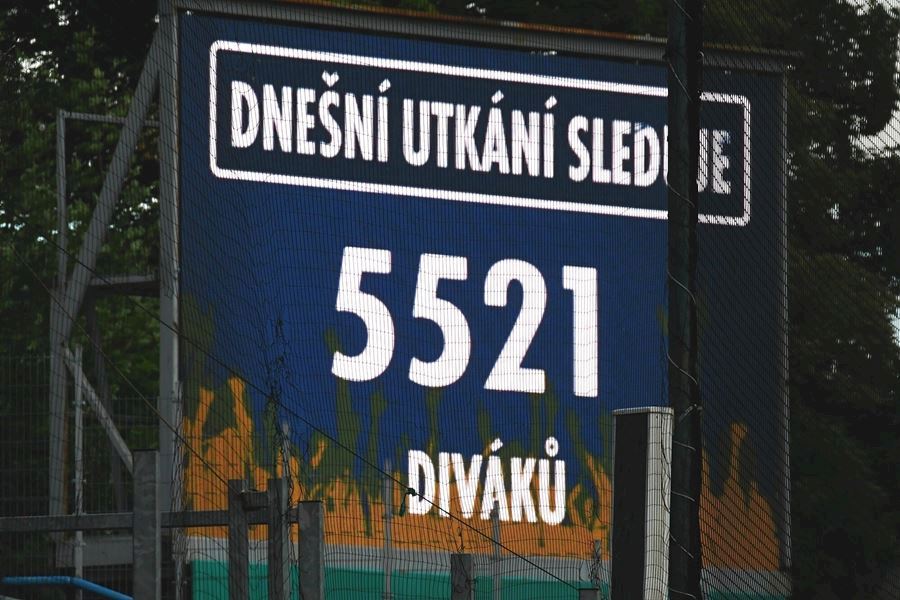 DNEŠNÍ UTKÁNÍ SLEDUJE
5521
DIVÁKŮ